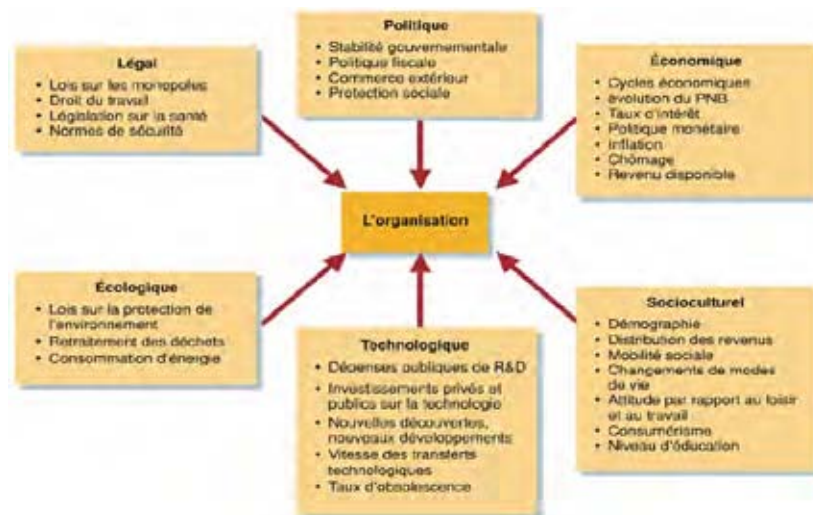 Politique
• Stabilité gouvernementale
• Politique fiscale
• Commerce extérieur
• Protection sociale
Légal
• Lois sur les monopoles
• Droit du travail
• Législation sur la santé
• Normes de sécurité
Économique
• Cycles économiques
• évolution du PNB
• Taux d'intérêt
• Politique monétaire
• Inflation
• Chômage
• Revenu disponible
L'organisation
Écologique
• Lois sur la protection de
l'environnement
• Retraitement des déchets
• Consommation d'énergie
Technologique
• Dépenses publiques de R&D
• Investissements privés et
publics sur la technologie
• Nouvelles découvertes,
nouveaux développements
• Vitesse des transferts
technologiques
• Taux d'obsolescence
Socioculturel
• Démographie
• Distribution des revenus
• Mobilité sociale
• Changements de modes
de vie
• Attitude par rapport au loisir
et au travail
• Consumérisme
• Niveau d'éducation